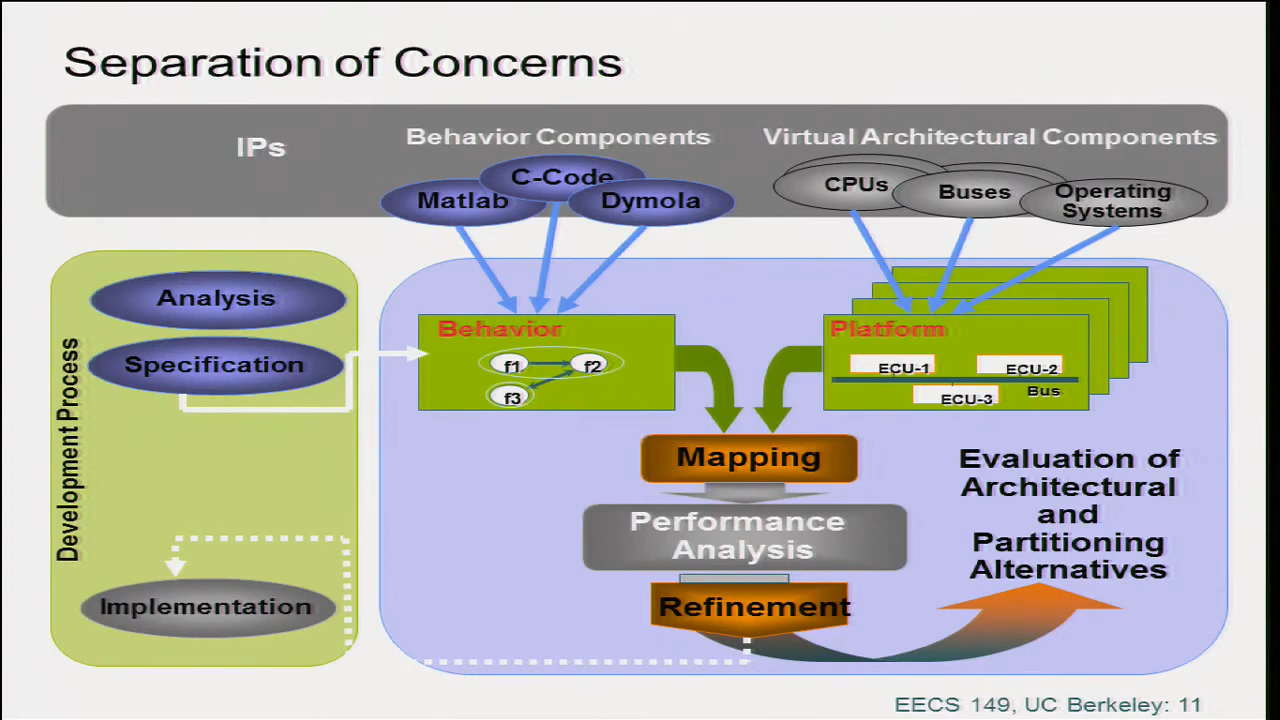 Separation of Concerns
IPs
Behavior Components
Virtual Architectural Components
C-Code
Matlab
Dymola
CPUs
Buses
Operating
Systems
Development Process
Analysis
Specification
Implementation
Behavior
f1
f2
f3
Platform
ECU-1
ECU-2
Bus
ECU-3
Mapping
Performance
Analysis
Refinement
Evaluation of
Architectural
and
Partitioning
Alternatives
EECS 149, UC Berkeley: 11